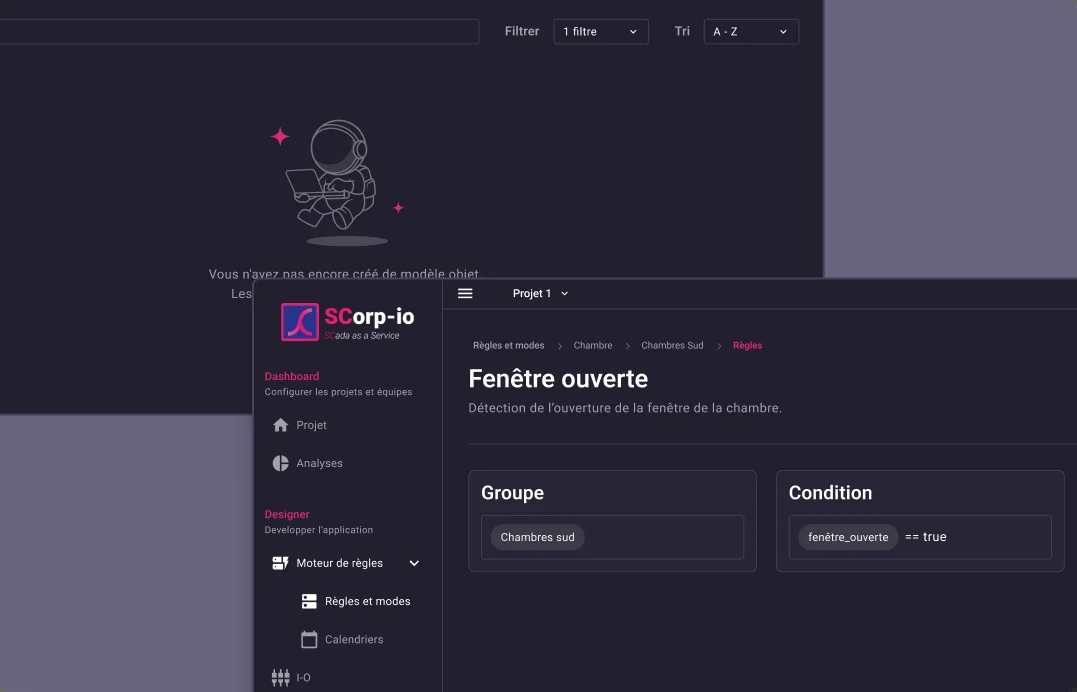 Filtrer
1 filtre
Tri
A - Z
Vous n'avez pas encore créé de modèle objet
Les
SCorp-io
SCada as a Service
Dashboard
Configurer les projets et équipes
Projet
Analyses
Designer
Developper l'application
Moteur de règles
Règles et modes
Calendriers
I-O
Projet 1
Règles et modes > Chambre > Chambres Sud > Règles
Fenêtre ouverte
Détection de l'ouverture de la fenêtre de la chambre.
Groupe
Chambres sud
Condition
fenêtre_ouverte == true